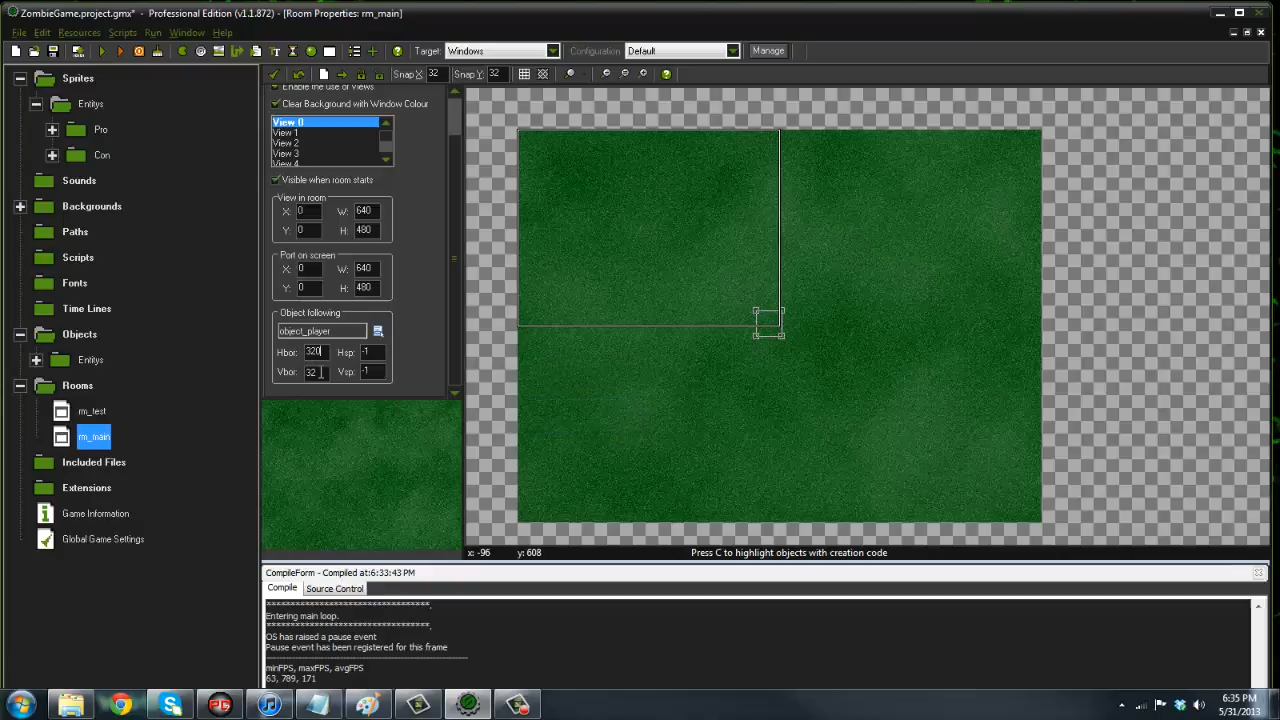 ZombieGame.project.gmx* - Professional Edition (v1.1.872) - [Room Properties: rm_main]
File Edit Resources Scripts Run Window Help
Target: Windows Configuration: Default Manage
Snap X: 32 Snap Y: 32
Sprites
Entitys
Pro
Con
Sounds
Backgrounds
Paths
Scripts
Fonts
Time Lines
Objects
Entitys
Rooms
rm_test
rm_main
Included Files
Extensions
Game Information
Global Game Settings
Enable the use of Views
Clear Background with Window Colour
View 0
View 1
View 2
View 3
View 4
Visible when room starts
View in room
X: 0 W: 640
Y: 0 H: 480
Port on screen
X: 0 W: 640
Y: 0 H: 480
Object following
object_player
Hbor: 320 Hsp: -1
Vbor: 32 Vsp: -1
x: -96 y: 608 Press C to highlight objects with creation code
CompileForm - Compiled at:6:33:43 PM
Compile Source Control
***********************************.
Entering main loop.
***********************************.
OS has raised a pause event
Pause event has been registered for this frame
minFPS, maxFPS, avgFPS
63, 789, 171
PG
6:35 PM
5/31/2013